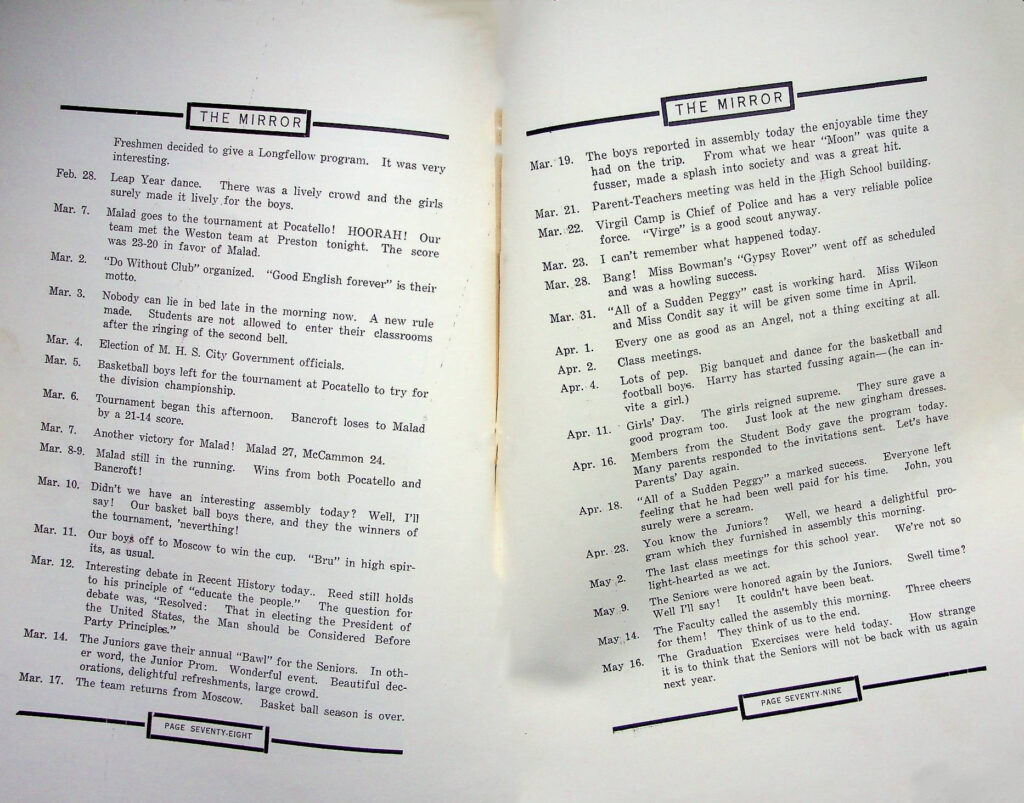 THE MIRROR
Freshmen decided to give a Longfellow program. It was very
interesting.
Feb. 28. Leap Year dance. There was a lively crowd and the girls
surely made it lively for the boys.
Mar. 7. Malad goes to the tournament at Pocatello! HOORAH! Our
team met the Weston team at Preston tonight. The score
was 23-20 in favor of Malad.
Mar. 2. "Do Without Club" organized. "Good English forever" is their
motto.
Mar. 3. Nobody can lie in bed late in the morning now. A new rule
made. Students are not allowed to enter their classrooms
after the ringing of the second bell.
Mar. 4. Election of M. H. S. City Government officials.
Mar. 5. Basketball boys left for the tournament at Pocatello to try for
the division championship.
Mar. 6. Tournament began this afternoon. Bancroft loses to Malad
by a 21-14 score.
Mar. 7. Another victory for Malad! Malad 27, McCammon 24.
Mar. 8-9. Malad still in the running. Wins from both Pocatello and
Bancroft!
Mar. 10. Didn't we have an interesting assembly today? Well, I'll
say! Our basket ball boys there, and they the winners of
the tournament, 'neverthing!
Mar. 11. Our boys off to Moscow to win the cup. "Bru" in high spir-
its, as usual.
Mar. 12. Interesting debate in Recent History today.. Reed still holds
to his principle of "educate the people." The question for
debate was, "Resolved: That in electing the President of
the United States, the Man should be Considered Before
Party Principles."
Mar. 14. The Juniors gave their annual "Bawl" for the Seniors. In oth-
er word, the Junior Prom. Wonderful event. Beautiful dec-
orations, delightful refreshments, large crowd.
Mar. 17. The team returns from Moscow. Basket ball season is over.
PAGE SEVENTY-EIGHT
THE MIRROR
Mar. 19. The boys reported in assembly today the enjoyable time they
had on the trip. From what we hear "Moon" was quite a
fusser, made a splash into society and was a great hit.
Mar. 21. Parent-Teachers meeting was held in the High School building.
Mar. 22. Virgil Camp is Chief of Police and has a very reliable police
force. "Virge" is a good scout anyway.
Mar. 23. I can't remember what happened today.
Mar. 28. Bang! Miss Bowman's "Gypsy Rover" went off as scheduled
and was a howling success.
Mar. 31. "All of a Sudden Peggy" cast is working hard. Miss Wilson
and Miss Condit say it will be given some time in April.
Apr. 1. Every one as good as an Angel, not a thing exciting at all.
Apr. 2. Class meetings.
Apr. 4. Lots of pep. Big banquet and dance for the basketball and
football boys. Harry has started fussing again—(he can in-
vite a girl.)
Apr. 11. Girls' Day. The girls reigned supreme. They sure gave a
good program too. Just look at the new gingham dresses.
Apr. 16. Members from the Student Body gave the program today.
Many parents responded to the invitations sent. Let's have
Parents' Day again.
Apr. 18. "All of a Sudden Peggy" a marked success. Everyone left
feeling that he had been well paid for his time. John, you
surely were a scream.
Apr. 23. You know the Juniors? Well, we heard a delightful pro-
gram which they furnished in assembly this morning.
May 2. The last class meetings for this school year. We're not so
light-hearted as we act.
May 9. The Seniors were honored again by the Juniors. Swell time?
Well I'll say! It couldn't have been beat.
May 14. The Faculty called the assembly this morning. Three cheers
for them! They think of us to the end.
May 16. The Graduation Exercises were held today. How strange
it is to think that the Seniors will not be back with us again
next year.
PAGE SEVENTY-NINE